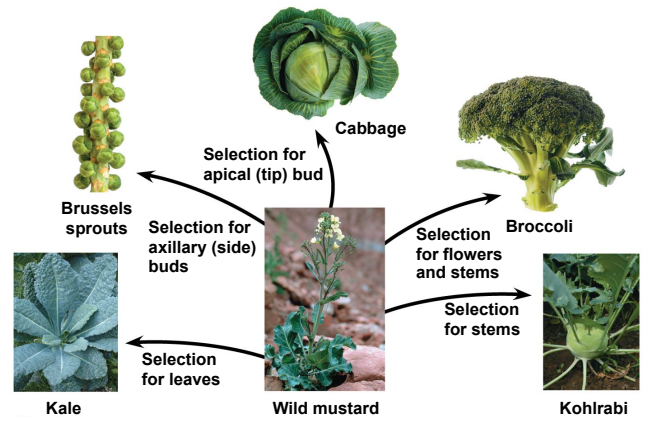 Cabbage
Selection for
apical (tip) bud
Brussels
sprouts
Selection for
axillary (side)
buds
Broccoli
Selection
for flowers
and stems
Selection
for stems
Selection
for leaves
Kale
Wild mustard
Kohlrabi